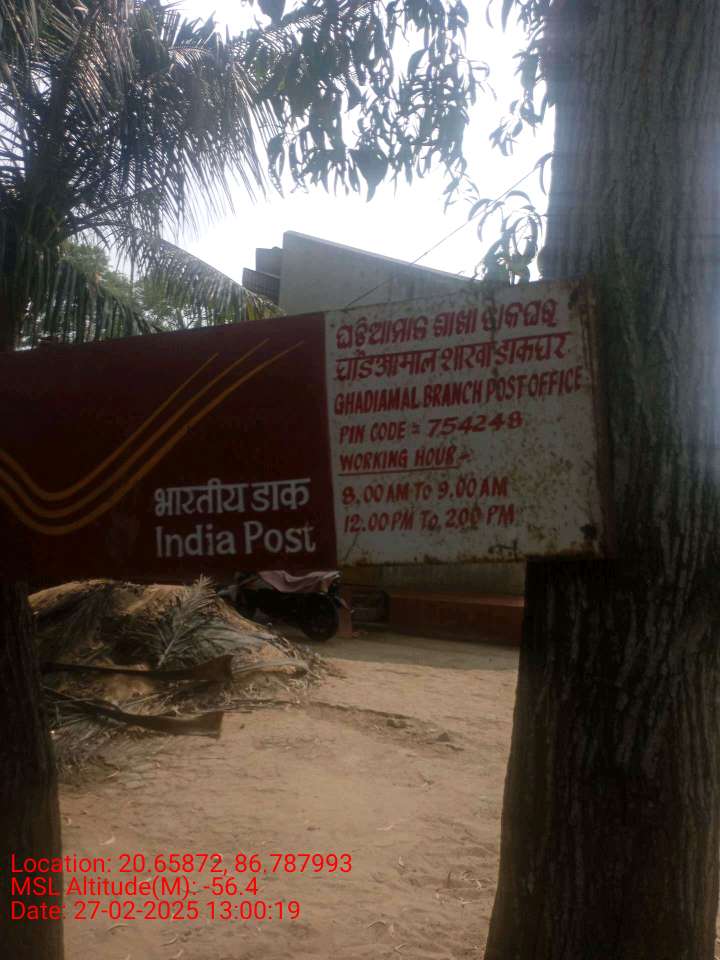 ଘଡ଼ିଆମାଳ ଶାଖା ଡାକଘର
घडिआमाल शाखा डाकघर
GHADIAMAL BRANCH POST OFFICE
PIN CODE = 754248
WORKING HOUR :-
8.00 AM TO 9.00 AM
12.00 PM TO 2.00 PM
भारतीय डाक
India Post
Location: 20.65872, 86.787993
MSL Altitude(M): -56.4
Date: 27-02-2025 13:00:19